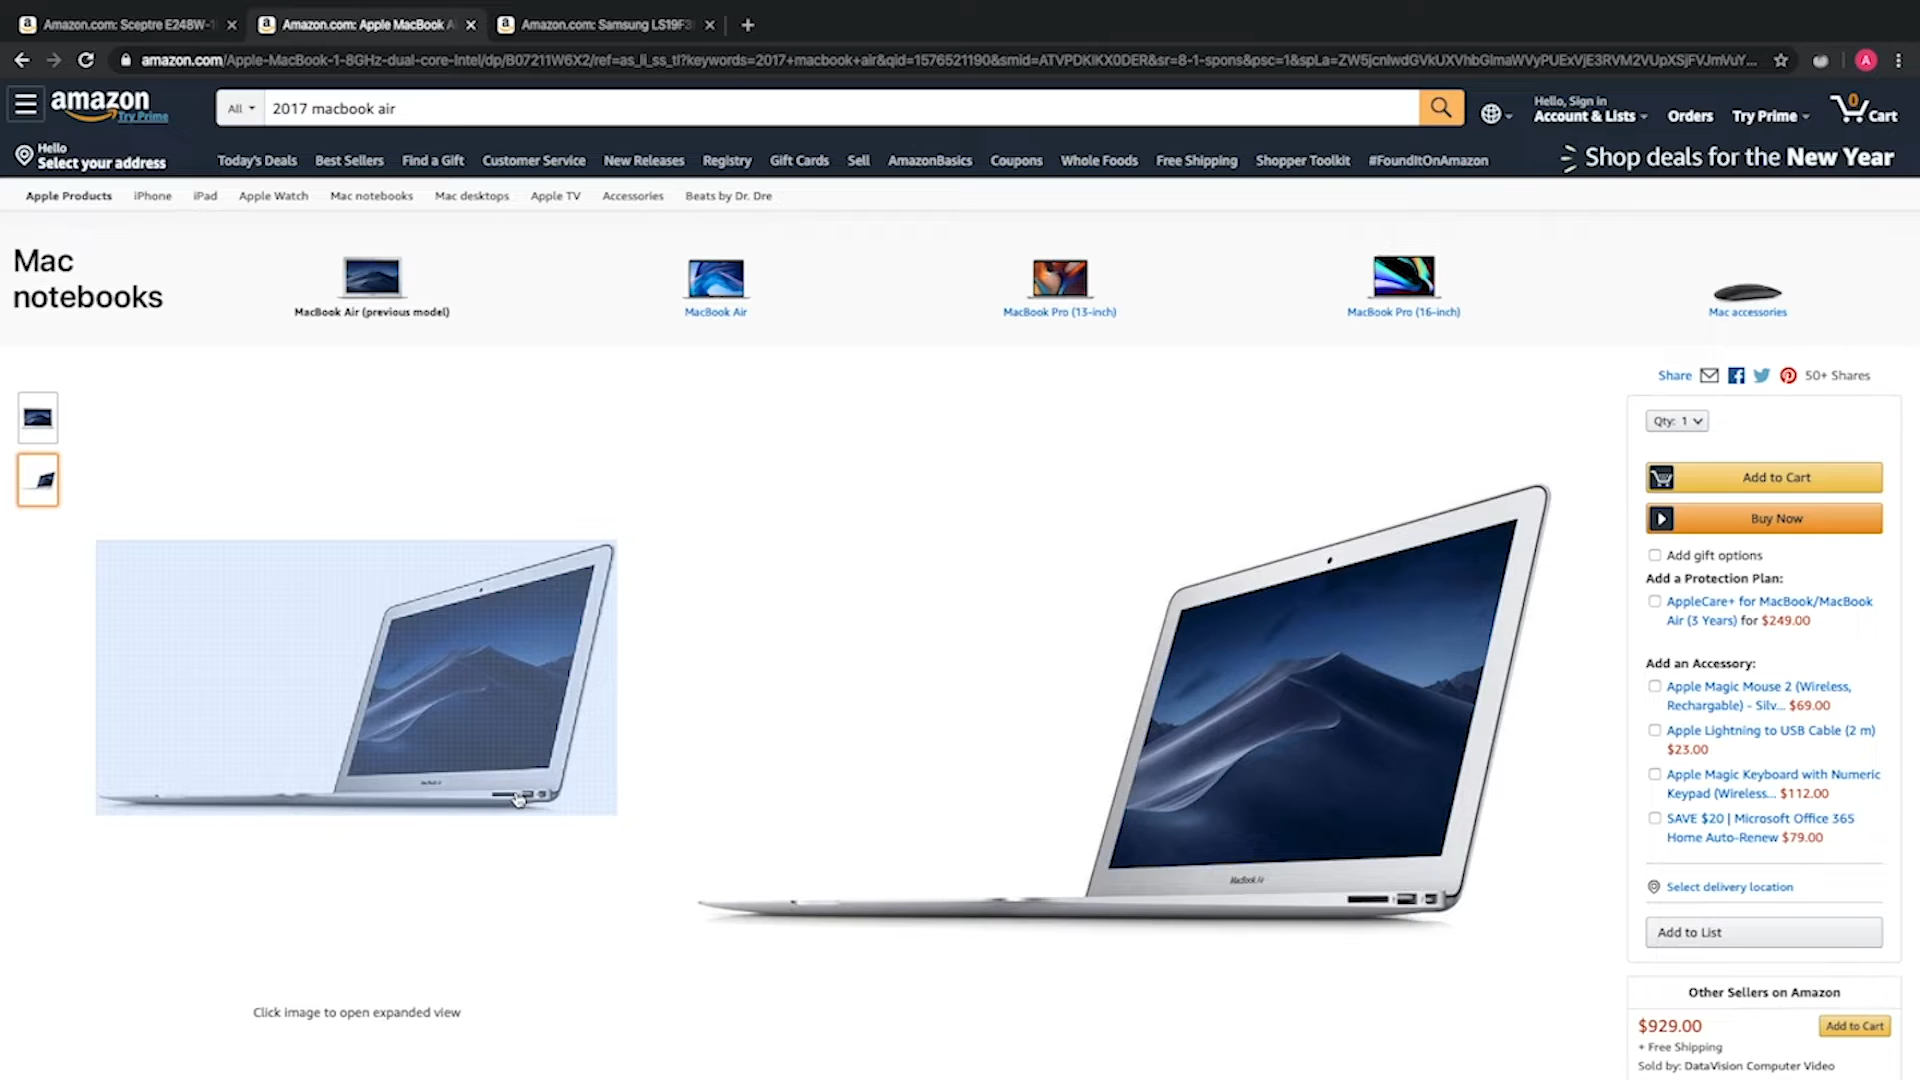 Amazon.com: Sceptre E248W-1
Amazon.com: Apple MacBook A
Amazon.com: Samsung LS19F3
amazon.com/Apple-MacBook-1-8GHz-dual-core-Intel/dp/B07211W6X2/ref=as_li_ss_tl?keywords=2017+macbook+air&qid=1576521190&smid=ATVPDKIKX0DER&sr=8-1-spons&psc=1&spLa=
A
amazon
Try Prime
All
2017 macbook air
Hello, Sign in
Account & Lists
Orders
Try Prime
0
Cart
Hello
Select your address
Today's Deals Best Sellers Find a Gift Customer Service New Releases Registry Gift Cards Sell AmazonBasics Coupons Whole Foods Free Shipping Shopper Toolkit #FoundItOnAmazon
Shop deals for the New Year
Apple Products iPhone iPad Apple Watch Mac notebooks Mac desktops Apple TV Accessories Beats by Dr. Dre
Mac
notebooks
MacBook Air (previous model)
MacBook Air
MacBook Pro (13-inch)
MacBook Pro (16-inch)
Mac accessories
Share
50+ Shares
Qty: 1
Add to Cart
Buy Now
Add gift options
Add a Protection Plan:
AppleCare+ for MacBook/MacBook
Air (3 Years) for $249.00
Add an Accessory:
Apple Magic Mouse 2 (Wireless,
Rechargable) - Silv... $69.00
Apple Lightning to USB Cable (2 m)
$23.00
Apple Magic Keyboard with Numeric
Keypad (Wireless... $112.00
SAVE $20 | Microsoft Office 365
Home Auto-Renew $79.00
MacBook Air
Select delivery location
Add to List
Click image to open expanded view
Other Sellers on Amazon
$929.00
Add to Cart
+ Free Shipping
Sold by: DataVision Computer Video